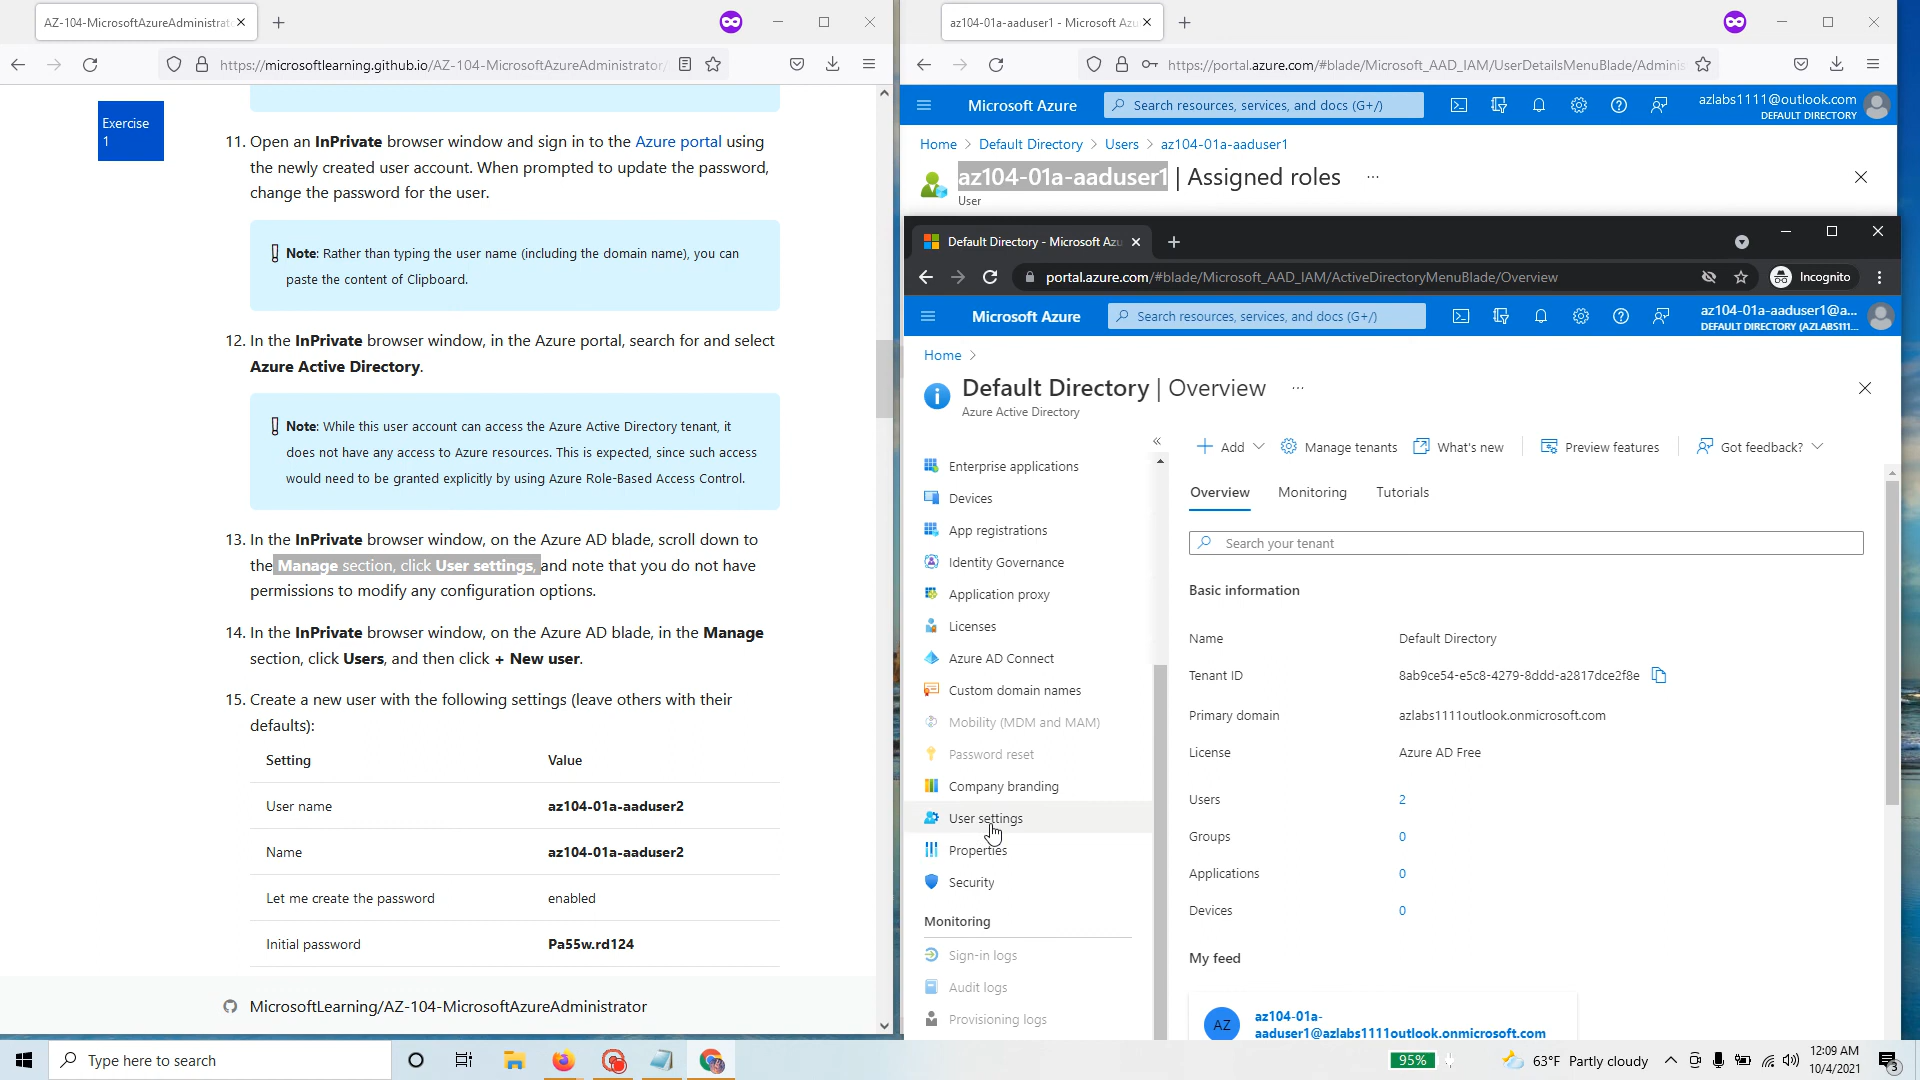 AZ-104-MicrosoftAzureAdministrat
https://microsoftlearning.github.io/AZ-104-MicrosoftAzureAdministrator/
Exercise
1
11. Open an InPrivate browser window and sign in to the Azure portal using
the newly created user account. When prompted to update the password,
change the password for the user.
Note: Rather than typing the user name (including the domain name), you can
paste the content of Clipboard.
12. In the InPrivate browser window, in the Azure portal, search for and select
Azure Active Directory.
Note: While this user account can access the Azure Active Directory tenant, it
does not have any access to Azure resources. This is expected, since such access
would need to be granted explicitly by using Azure Role-Based Access Control.
13. In the InPrivate browser window, on the Azure AD blade, scroll down to
the Manage section, click User settings, and note that you do not have
permissions to modify any configuration options.
14. In the InPrivate browser window, on the Azure AD blade, in the Manage
section, click Users, and then click + New user.
15. Create a new user with the following settings (leave others with their
defaults):
Setting Value
User name az104-01a-aaduser2
Name az104-01a-aaduser2
Let me create the password enabled
Initial password Pa55w.rd124
MicrosoftLearning/AZ-104-MicrosoftAzureAdministrator
az104-01a-aaduser1 - Microsoft Azu
https://portal.azure.com/#blade/Microsoft_AAD_IAM/UserDetailsMenuBlade/Adminis
Microsoft Azure
Search resources, services, and docs (G+/)
azlabs1111@outlook.com
DEFAULT DIRECTORY
Home > Default Directory > Users > az104-01a-aaduser1
az104-01a-aaduser1 | Assigned roles ...
User
Default Directory - Microsoft Azu
portal.azure.com/#blade/Microsoft_AAD_IAM/ActiveDirectoryMenuBlade/Overview
Incognito
Microsoft Azure
Search resources, services, and docs (G+/)
az104-01a-aaduser1@a...
DEFAULT DIRECTORY (AZLABS111...
Home >
Default Directory | Overview ...
Azure Active Directory
Enterprise applications
Devices
App registrations
Identity Governance
Application proxy
Licenses
Azure AD Connect
Custom domain names
Mobility (MDM and MAM)
Password reset
Company branding
User settings
Properties
Security
Monitoring
Sign-in logs
Audit logs
Provisioning logs
Add Manage tenants What's new Preview features Got feedback?
Overview Monitoring Tutorials
Search your tenant
Basic information
Name Default Directory
Tenant ID 8ab9ce54-e5c8-4279-8ddd-a2817dce2f8e
Primary domain azlabs1111outlook.onmicrosoft.com
License Azure AD Free
Users 2
Groups 0
Applications 0
Devices 0
My feed
AZ
az104-01a-
aaduser1@azlabs1111outlook.onmicrosoft.com
Type here to search
95%
63°F Partly cloudy
12:09 AM
10/4/2021
3